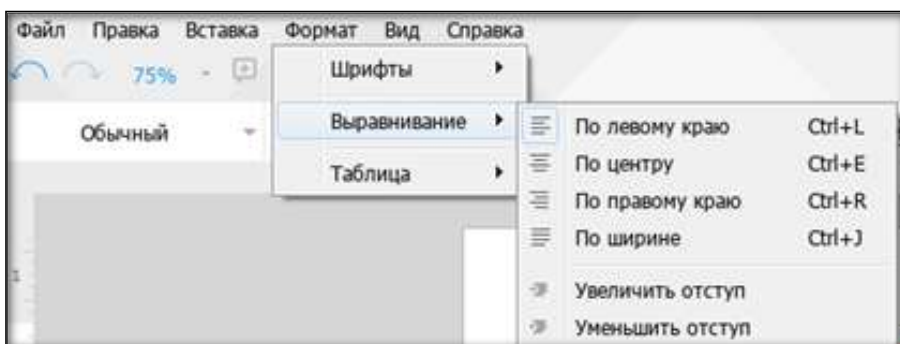 Файл Правка Вставка Формат Вид Справка
75% Шрифты
Обычный Выравнивание
Таблица
По левому краю Ctrl+L
По центру Ctrl+E
По правому краю Ctrl+R
По ширине Ctrl+J
1
Увеличить отступ
Уменьшить отступ